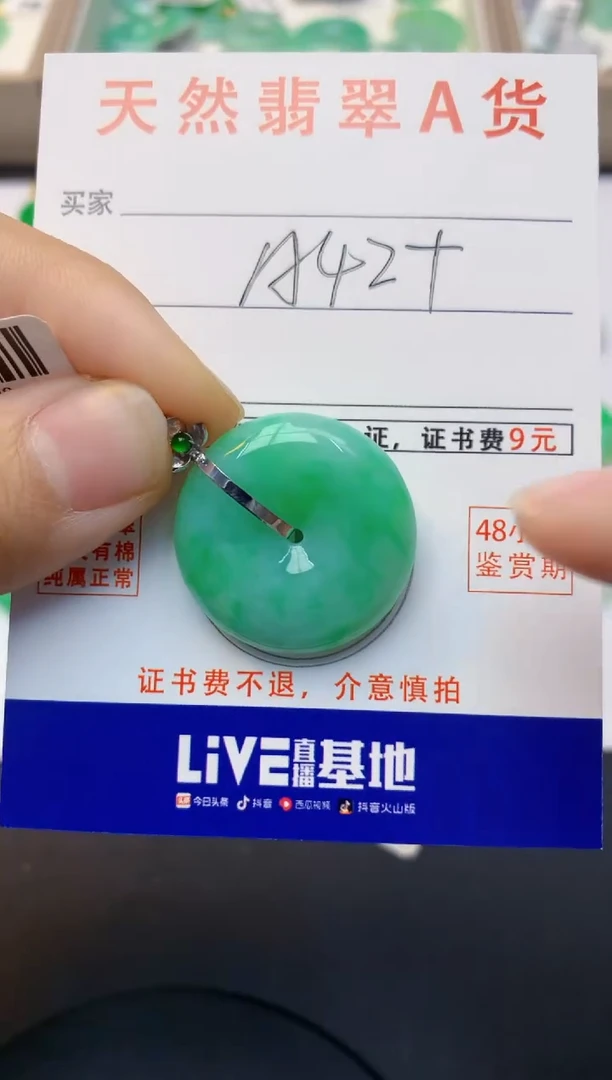 天然翡翠A货
买家
A42+
证，证书费9元
有棉
纯属正常
48小
鉴赏期
证书费不退，介意慎拍
LiVE直播基地
今日头条 抖音 西瓜视频 抖音火山版